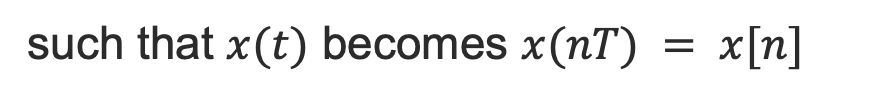 such that x(t) becomes x(nT) = x[n]